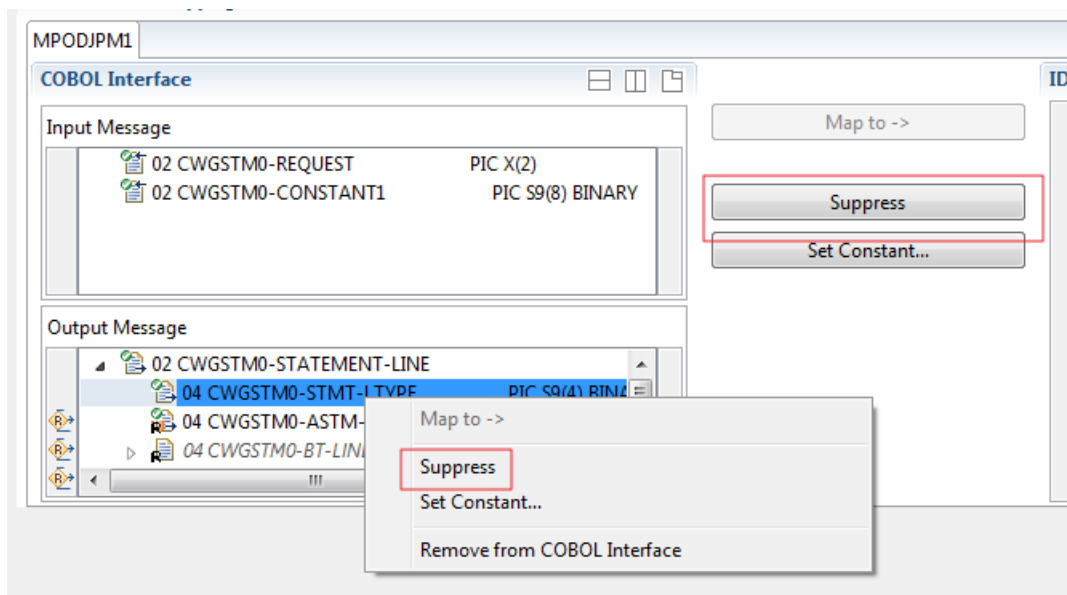 MPODJPM1
COBOL Interface
ID
Input Message
Map to ->
02 CWGSTM0-REQUEST PIC X(2)
02 CWGSTM0-CONSTANT1 PIC S9(8) BINARY
Suppress
Set Constant...
Output Message
02 CWGSTM0-STATEMENT-LINE
04 CWGSTM0-STMT-LTYPE PIC S9(4) BINA
04 CWGSTM0-ASTM-
04 CWGSTM0-BT-LIN
Map to ->
Suppress
Set Constant...
Remove from COBOL Interface